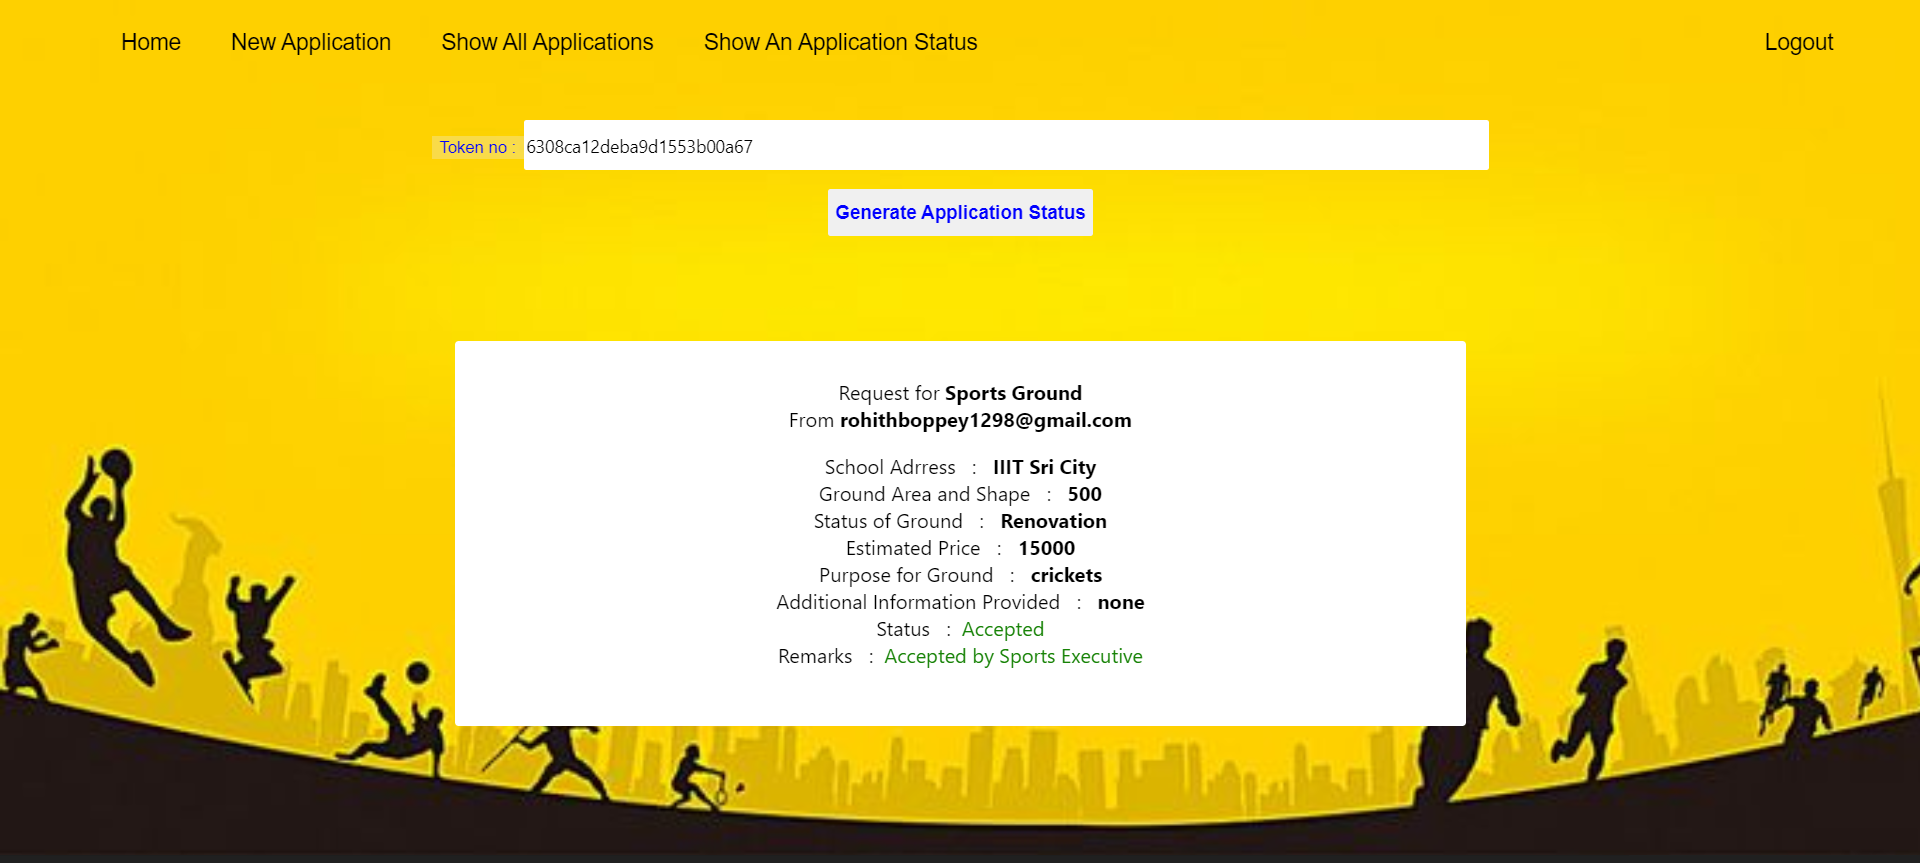 Home New Application Show All Applications Show An Application Status Logout
Token no : 6308ca12deba9d1553b00a67
Generate Application Status
Request for Sports Ground
From rohithboppey1298@gmail.com
School Adrress : IIIT Sri City
Ground Area and Shape : 500
Status of Ground : Renovation
Estimated Price : 15000
Purpose for Ground : crickets
Additional Information Provided : none
Status : Accepted
Remarks : Accepted by Sports Executive